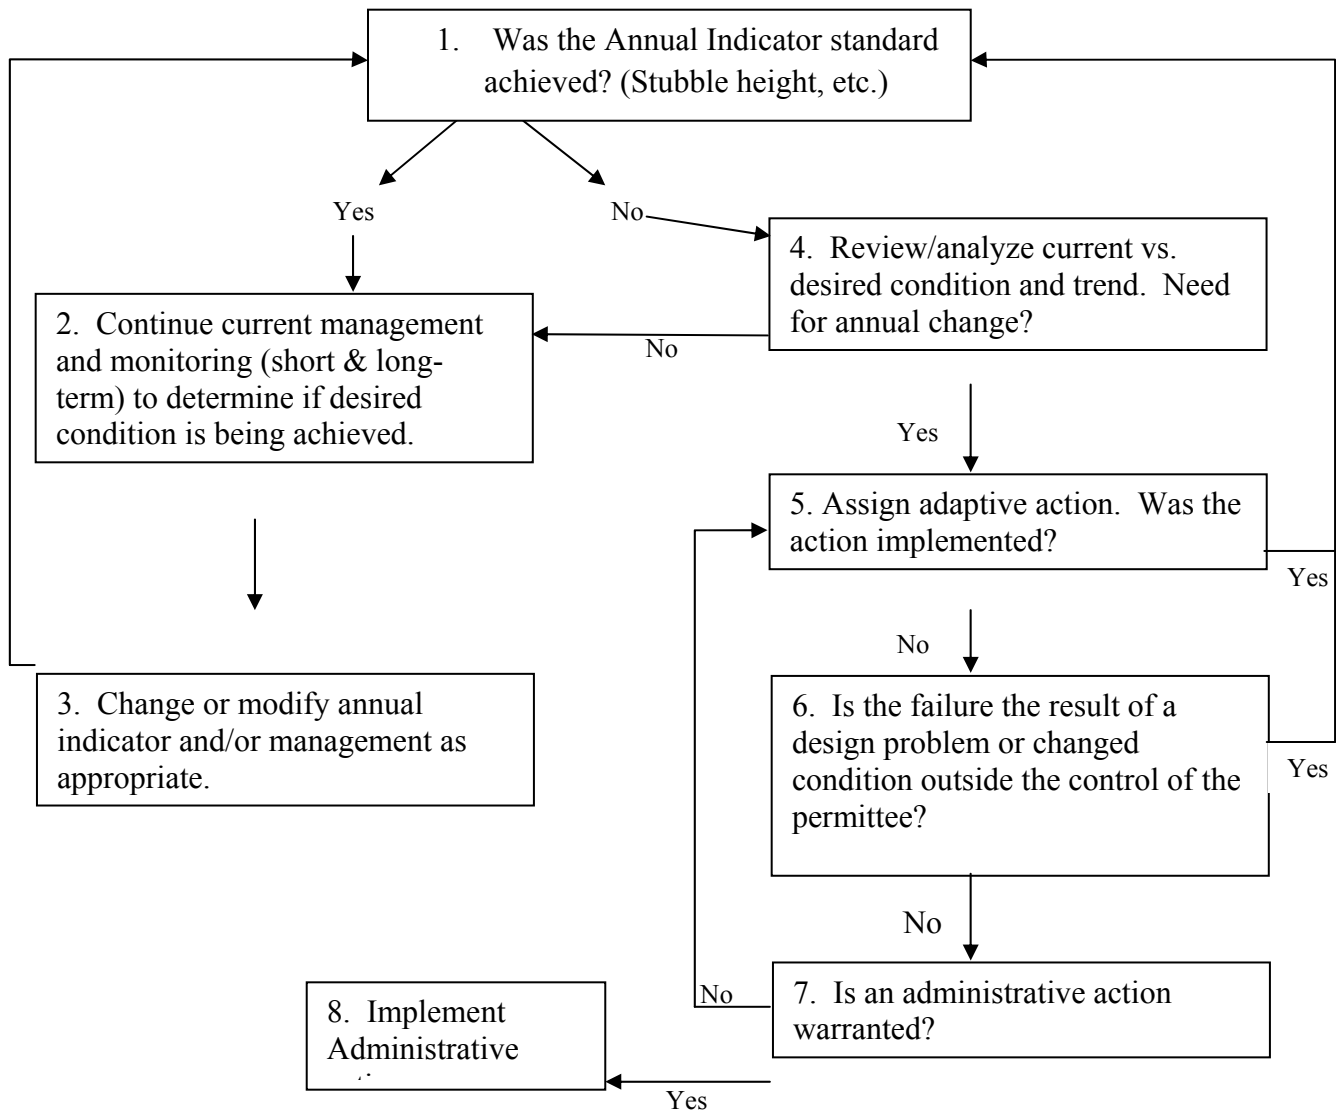 1. Was the Annual Indicator standard
achieved? (Stubble height, etc.)
Yes
No
4. Review/analyze current vs.
desired condition and trend. Need
for annual change?
2. Continue current management
and monitoring (short & long-
term) to determine if desired
condition is being achieved.
No
Yes
5. Assign adaptive action. Was the
action implemented?
Yes
No
3. Change or modify annual
indicator and/or management as
appropriate.
6. Is the failure the result of a
design problem or changed
condition outside the control of the
permittee?
Yes
No
7. Is an administrative action
warranted?
No
8. Implement
Administrative
Yes